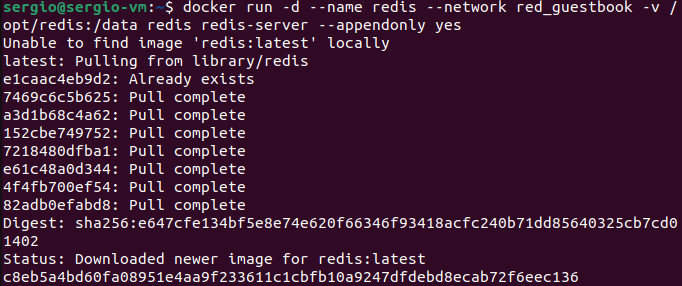 sergio@sergio-vm:~$ docker run -d --name redis --network red_guestbook -v /
opt/redis:/data redis redis-server --appendonly yes
Unable to find image 'redis:latest' locally
latest: Pulling from library/redis
e1caac4eb9d2: Already exists
7469c6c5b625: Pull complete
a3d1b68c4a62: Pull complete
152cbe749752: Pull complete
7218480dfba1: Pull complete
e61c48a0d344: Pull complete
4f4fb700ef54: Pull complete
82adb0efabd8: Pull complete
Digest: sha256:e647cfe134bf5e8e74e620f66346f93418acfc240b71dd85640325cb7cd0
1402
Status: Downloaded newer image for redis:latest
c8eb5a4bd60fa08951e4aa9f233611c1cbfb10a9247dfdebd8ecab72f6eec136